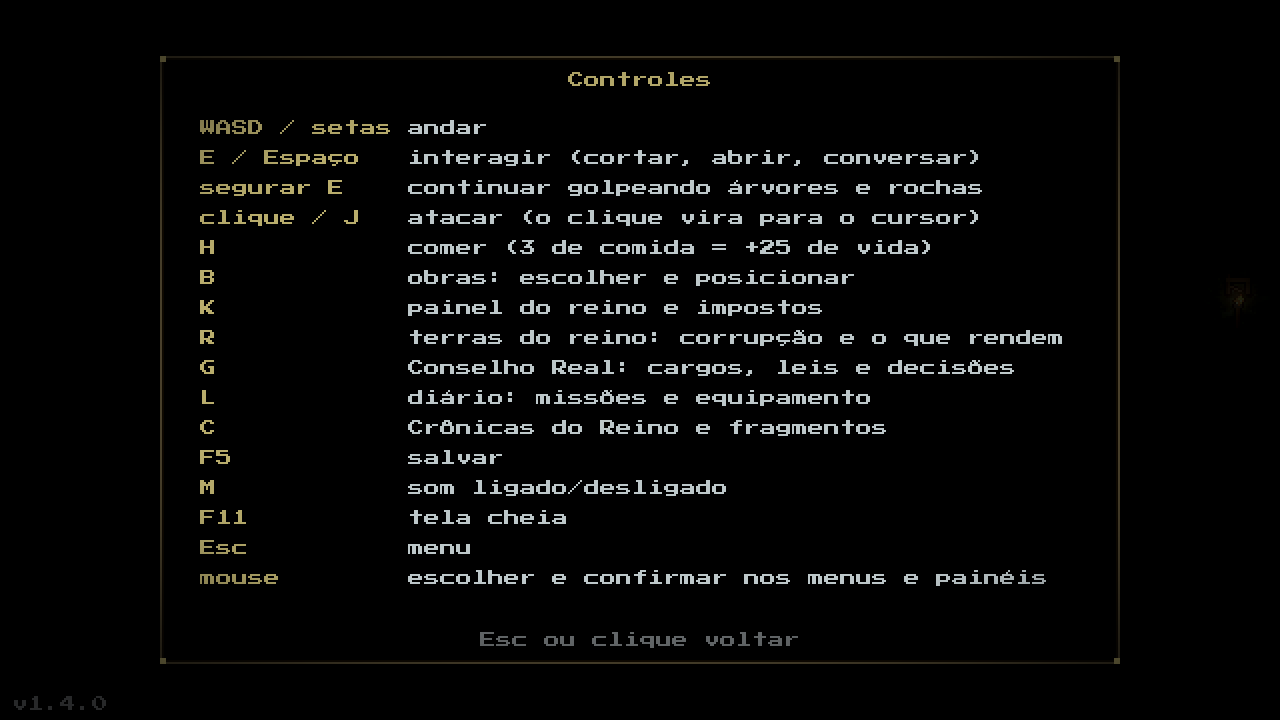 Controles
WASD / setas andar
E / Espaço interagir (cortar, abrir, conversar)
segurar E continuar golpeando árvores e rochas
clique / J atacar (o clique vira para o cursor)
H comer (3 de comida = +25 de vida)
B obras: escolher e posicionar
K painel do reino e impostos
R terras do reino: corrupção e o que rendem
G Conselho Real: cargos, leis e decisões
L diário: missões e equipamento
C Crônicas do Reino e fragmentos
F5 salvar
M som ligado/desligado
F11 tela cheia
Esc menu
mouse escolher e confirmar nos menus e painéis
Esc ou clique voltar
v1.4.0